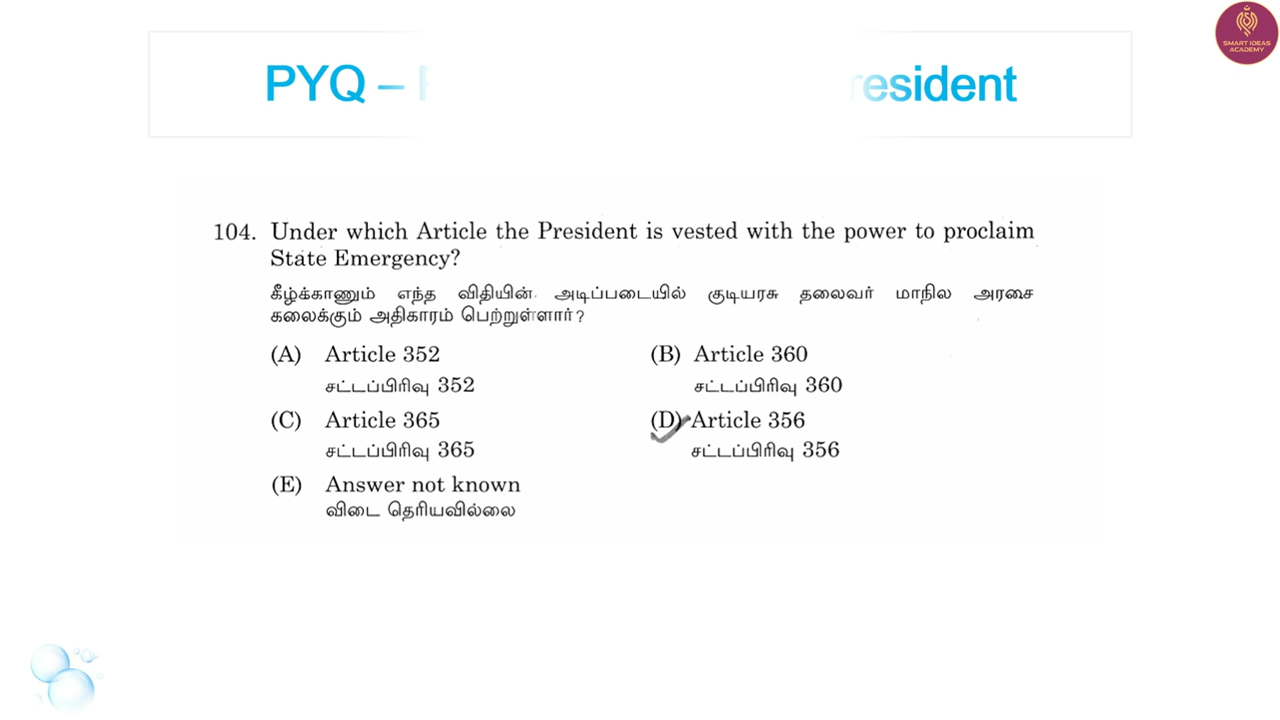 SMART IDEAS
ACADEMY
PYQ – resident
104. Under which Article the President is vested with the power to proclaim
State Emergency?
கீழ்க்காணும் எந்த விதியின் அடிப்படையில் குடியரசு தலைவர் மாநில அரசை
கலைக்கும் அதிகாரம் பெற்றுள்ளார்?
(A) Article 352 (B) Article 360
சட்டப்பிரிவு 352 சட்டப்பிரிவு 360
(C) Article 365 (D) Article 356
சட்டப்பிரிவு 365 சட்டப்பிரிவு 356
(E) Answer not known
விடை தெரியவில்லை